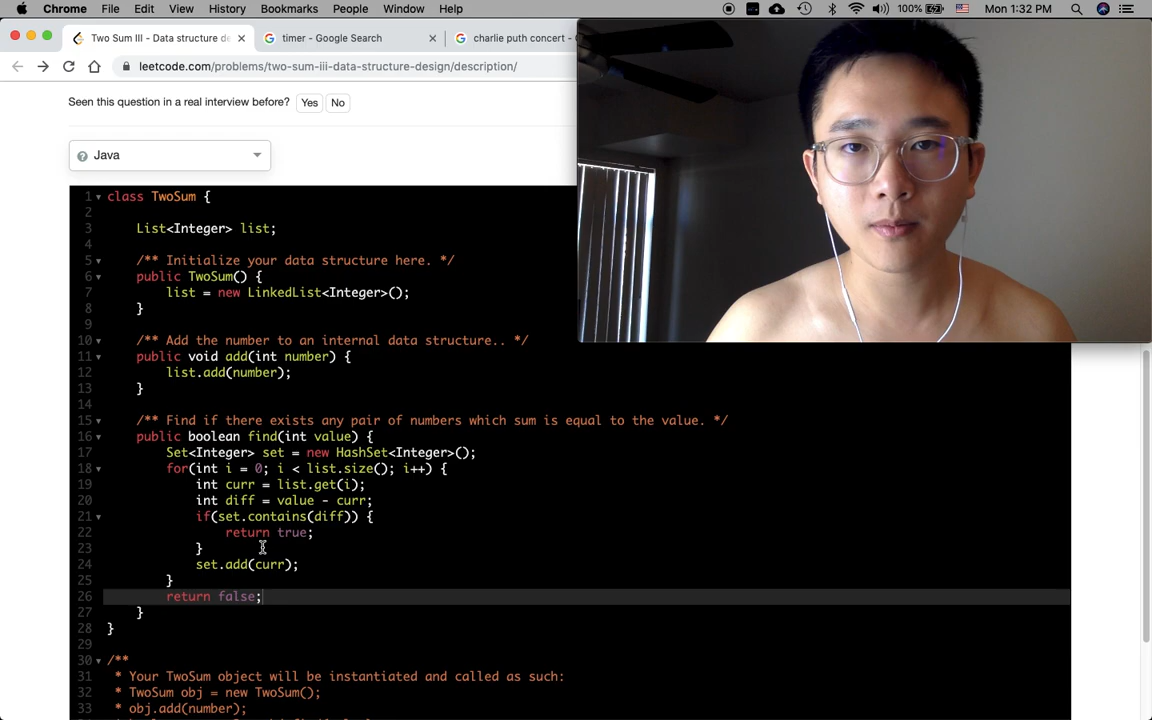 Chrome File Edit View History Bookmarks People Window Help 100% Mon 1:32 PM
Two Sum III - Data structure de
timer - Google Search
charlie puth concert -
leetcode.com/problems/two-sum-iii-data-structure-design/description/
Seen this question in a real interview before? Yes No
Java
1 class TwoSum {
2
3 List<Integer> list;
4
5 /** Initialize your data structure here. */
6 public TwoSum() {
7 list = new LinkedList<Integer>();
8 }
9
10 /** Add the number to an internal data structure.. */
11 public void add(int number) {
12 list.add(number);
13 }
14
15 /** Find if there exists any pair of numbers which sum is equal to the value. */
16 public boolean find(int value) {
17 Set<Integer> set = new HashSet<Integer>();
18 for(int i = 0; i < list.size(); i++) {
19 int curr = list.get(i);
20 int diff = value - curr;
21 if(set.contains(diff)) {
22 return true;
23 }
24 set.add(curr);
25 }
26 return false;
27 }
28 }
29
30 /**
31 * Your TwoSum object will be instantiated and called as such:
32 * TwoSum obj = new TwoSum();
33 * obj.add(number);